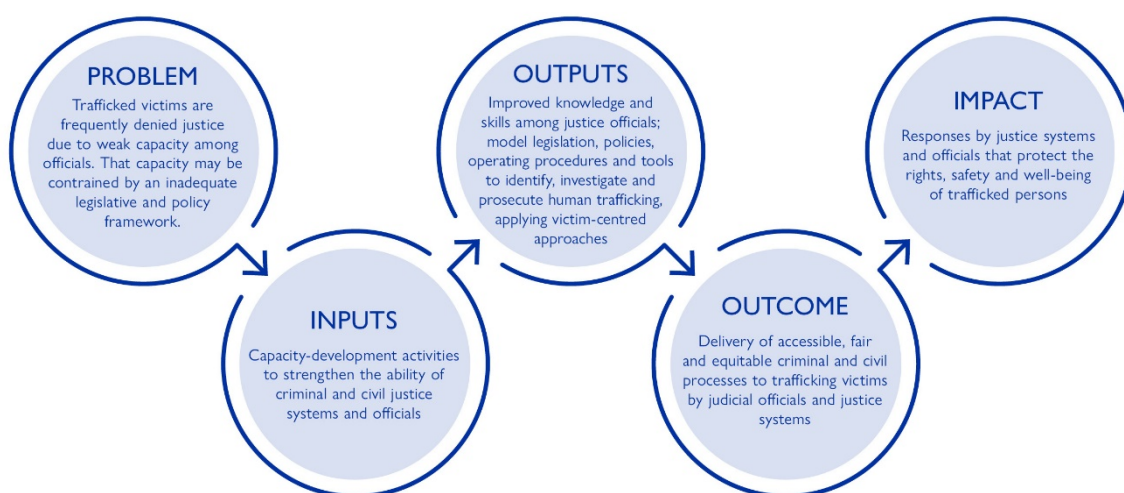 PROBLEM
Trafficked victims are
frequently denied justice
due to weak capacity among
officials. That capacity may be
contrained by an inadequate
legislative and policy
framework.
INPUTS
Capacity-development activities
to strengthen the ability of
criminal and civil justice
systems and officials
OUTPUTS
Improved knowledge and
skills among justice officials;
model legislation, policies,
operating procedures and tools
to identify, investigate and
prosecute human trafficking,
applying victim-centred
approaches
OUTCOME
Delivery of accessible, fair
and equitable criminal and civil
processes to trafficking victims
by judicial officials and justice
systems
IMPACT
Responses by justice systems
and officials that protect the
rights, safety and well-being
of trafficked persons